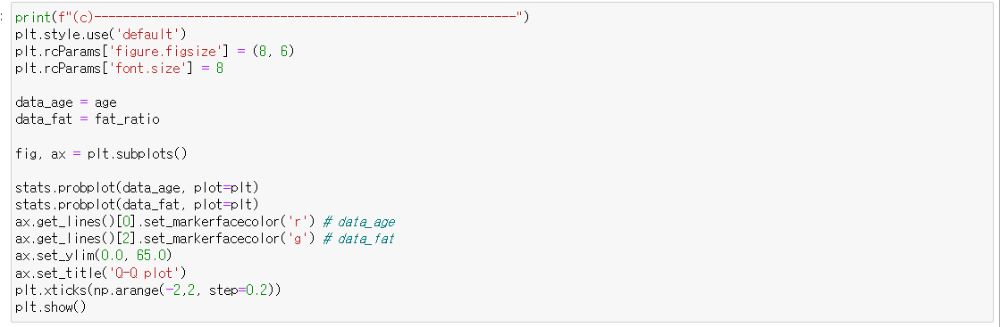 :
print(f"(c)-----------------------------------------------------------")
plt.style.use('default')
plt.rcParams['figure.figsize'] = (8, 6)
plt.rcParams['font.size'] = 8
data_age = age
data_fat = fat_ratio
fig, ax = plt.subplots()
stats.probplot(data_age, plot=plt)
stats.probplot(data_fat, plot=plt)
ax.get_lines()[0].set_markerfacecolor('r') # data_age
ax.get_lines()[2].set_markerfacecolor('g') # data_fat
ax.set_ylim(0.0, 65.0)
ax.set_title('Q-Q plot')
plt.xticks(np.arange(-2,2, step=0.2))
plt.show()